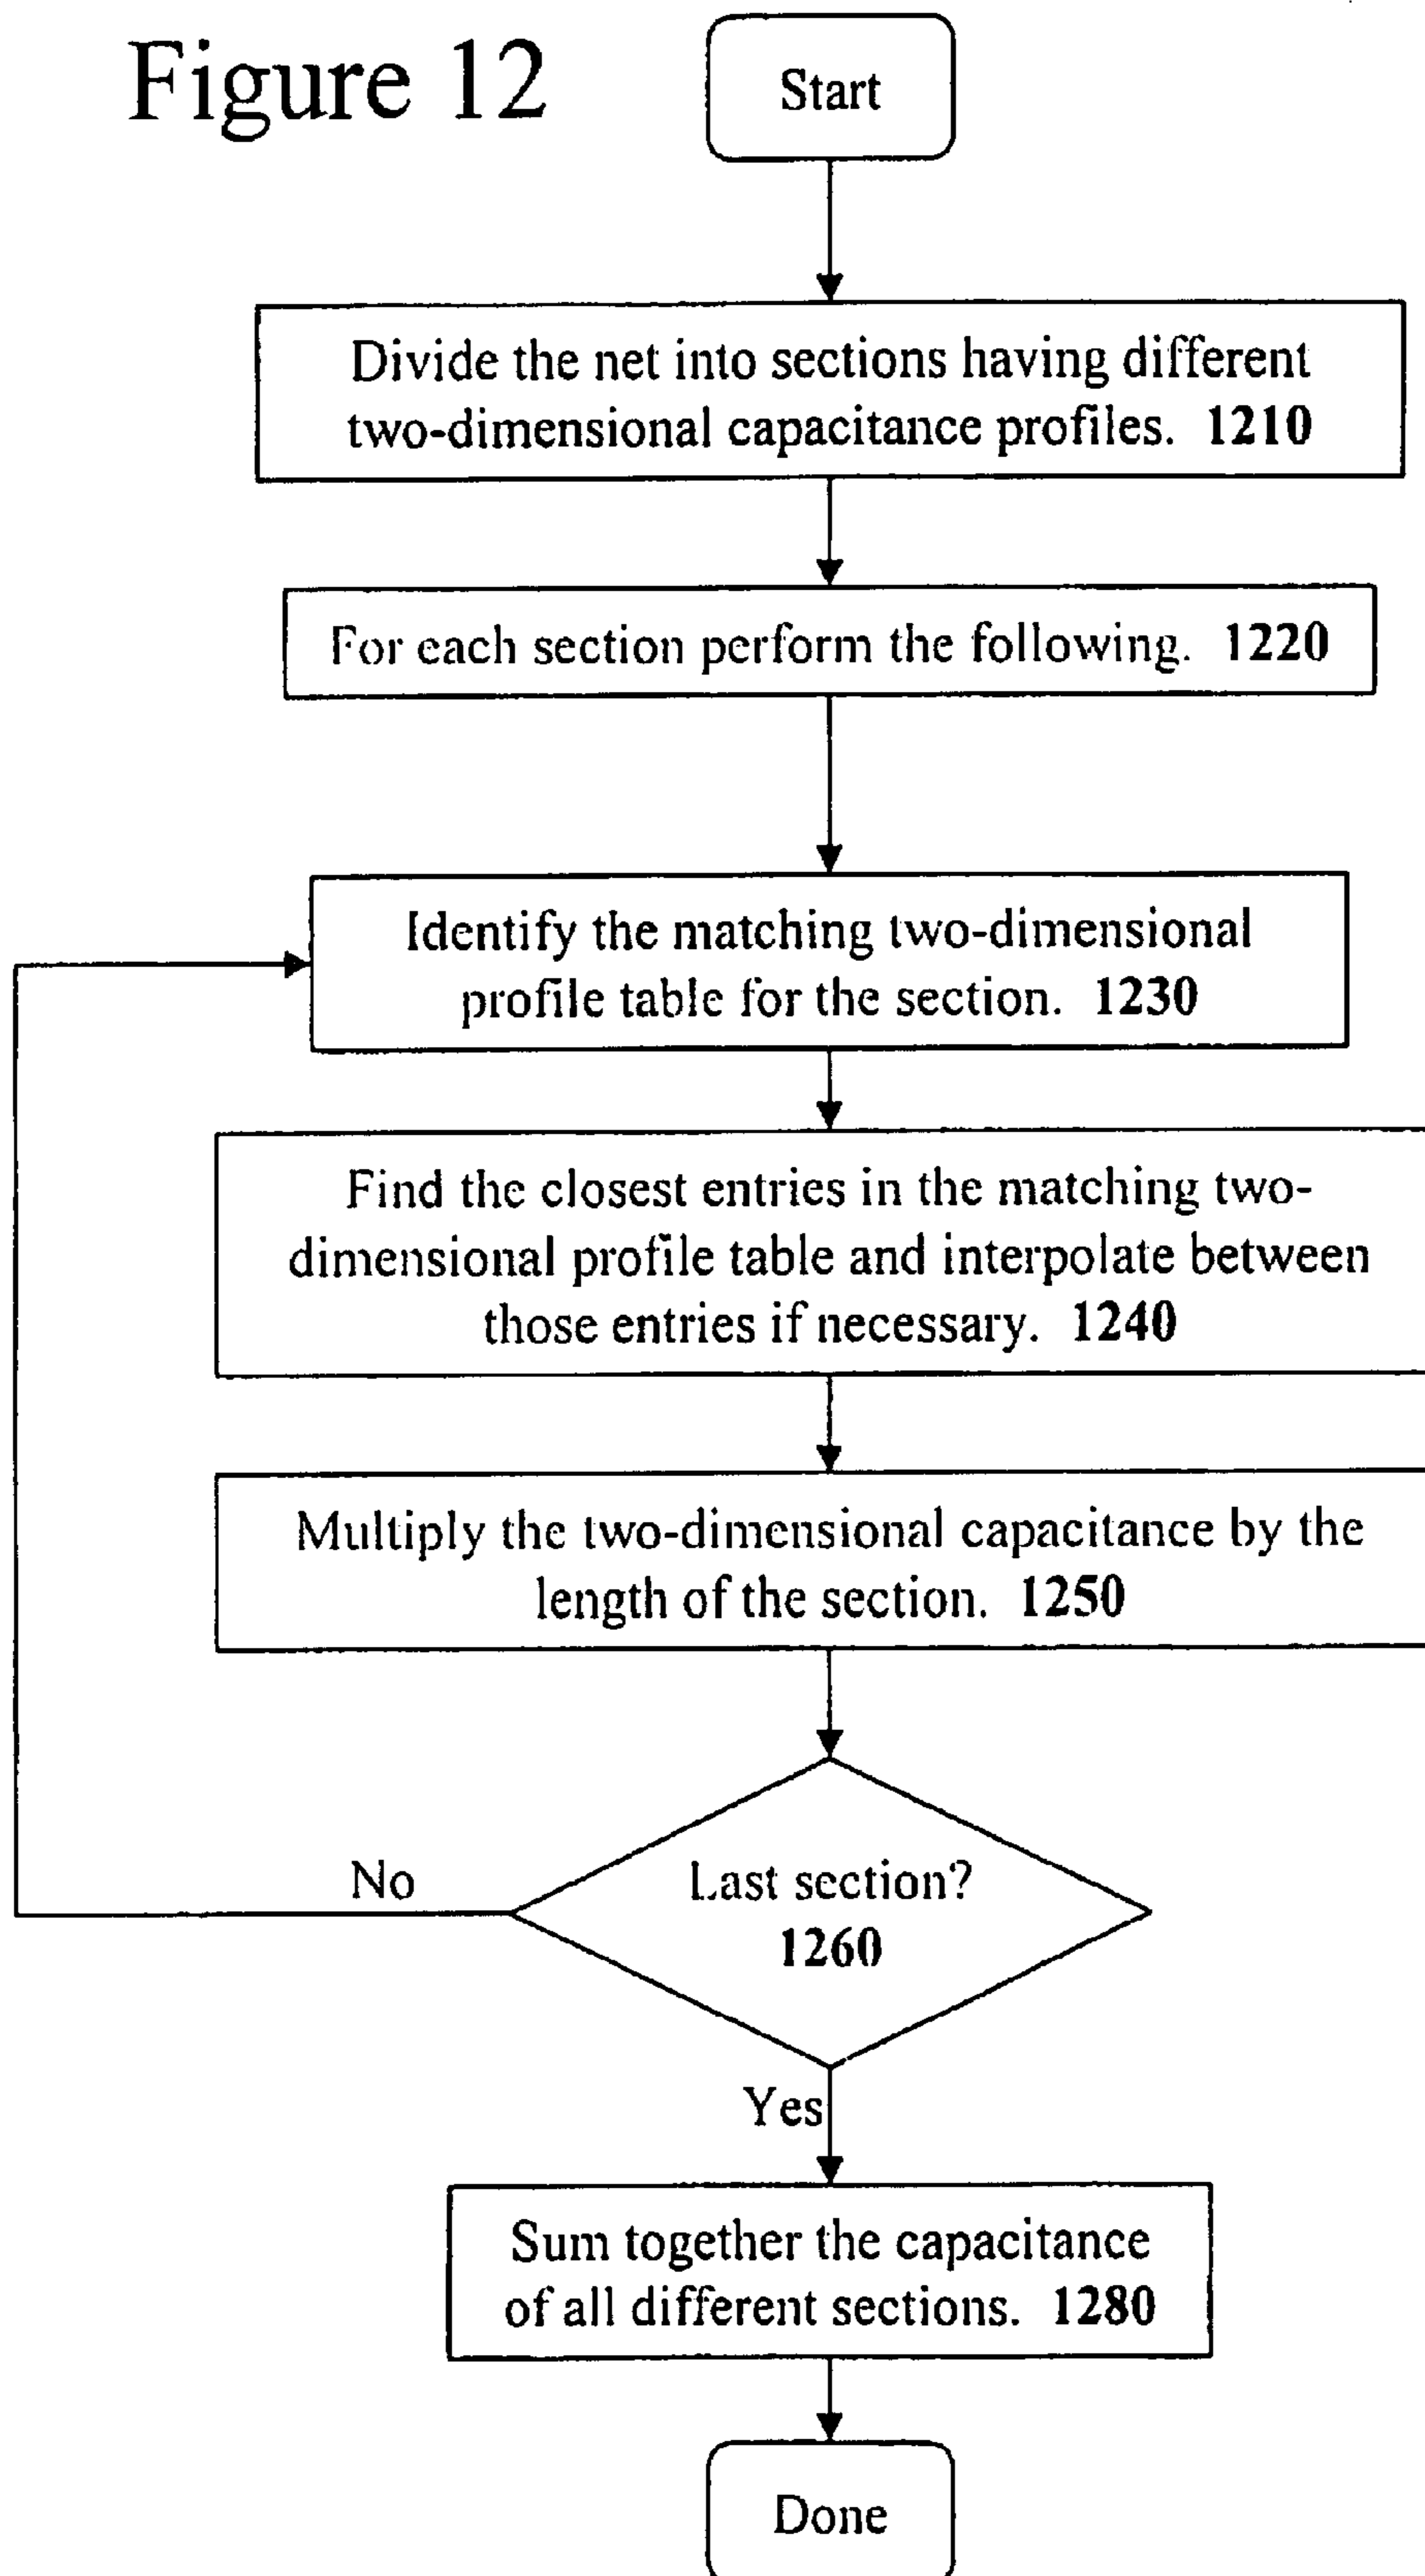 Figure 12
Start
Divide the net into sections having different
two-dimensional capacitance profiles. 1210
For each section perform the following. 1220
Identify the matching two-dimensional
profile table for the section. 1230
Find the closest entries in the matching two-
dimensional profile table and interpolate between
those entries if necessary. 1240
Multiply the two-dimensional capacitance by the
length of the section. 1250
No
Last section?
1260
Yes
Sum together the capacitance
of all different sections. 1280
Done